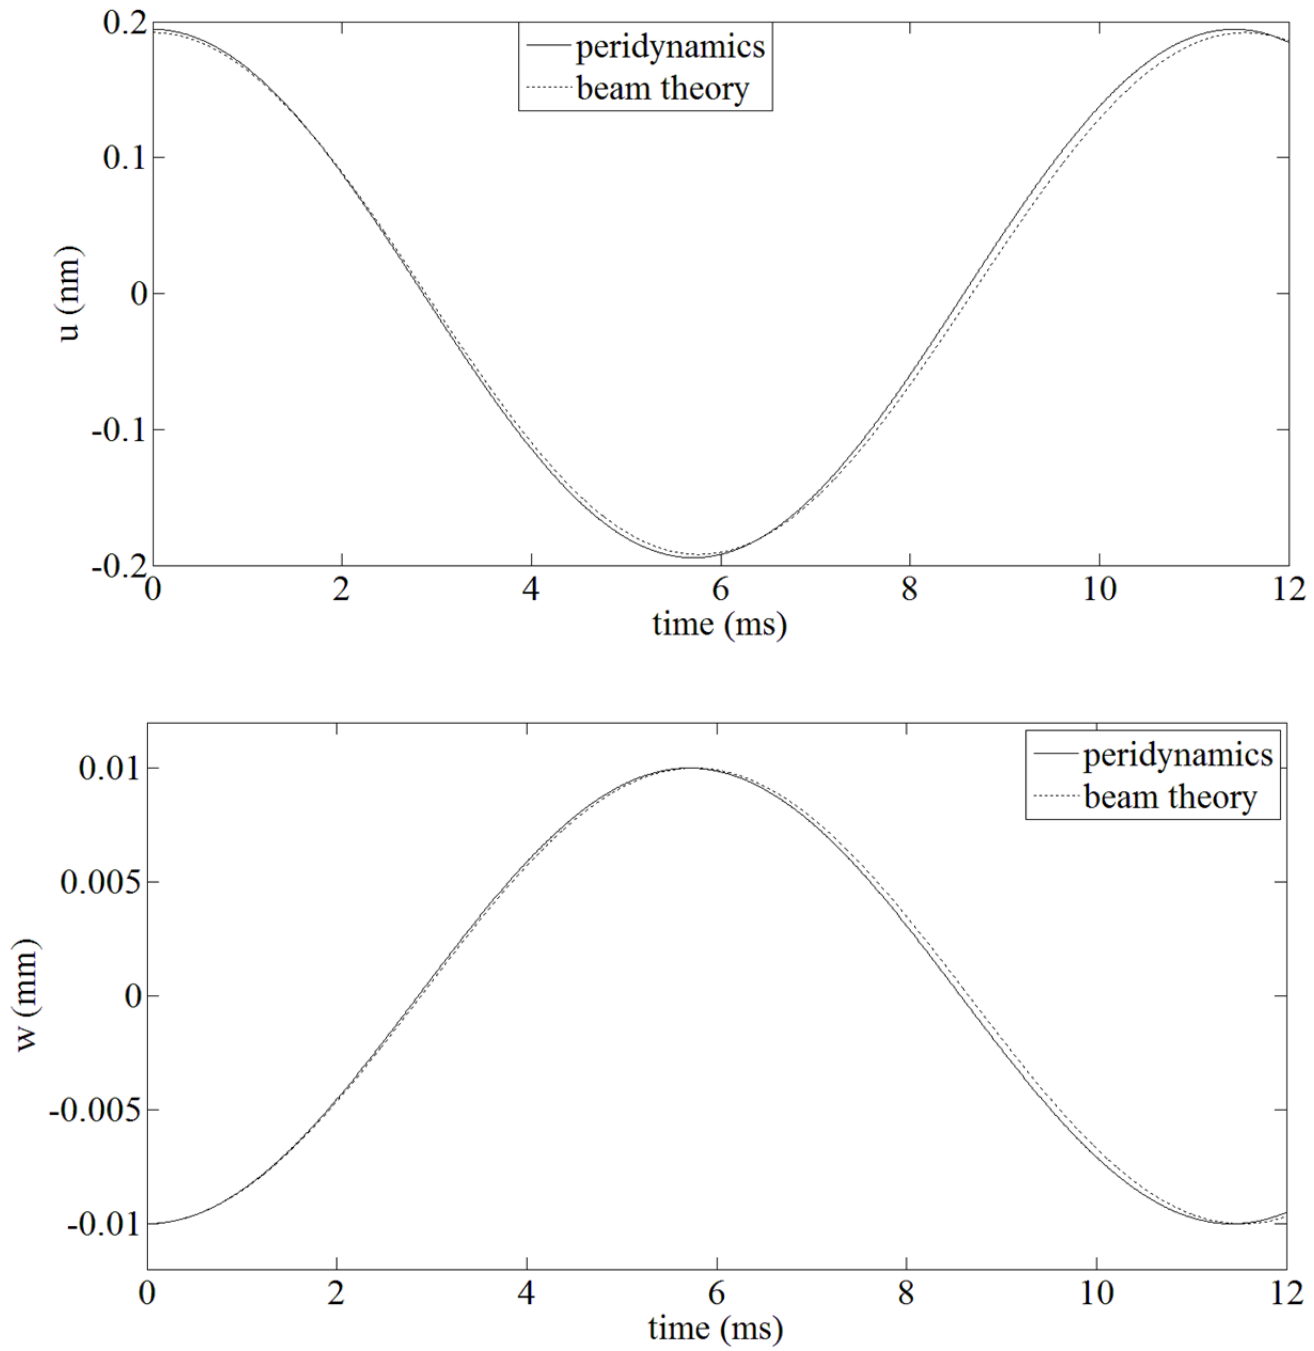 0.2
peridynamics
beam theory
0.1
0
u (nm)
-0.1
-0.2
0 2 4 6 8 10 12
time (ms)
peridynamics
beam theory
0.01
0.005
0
w (mm)
-0.005
-0.01
0 2 4 6 8 10 12
time (ms)